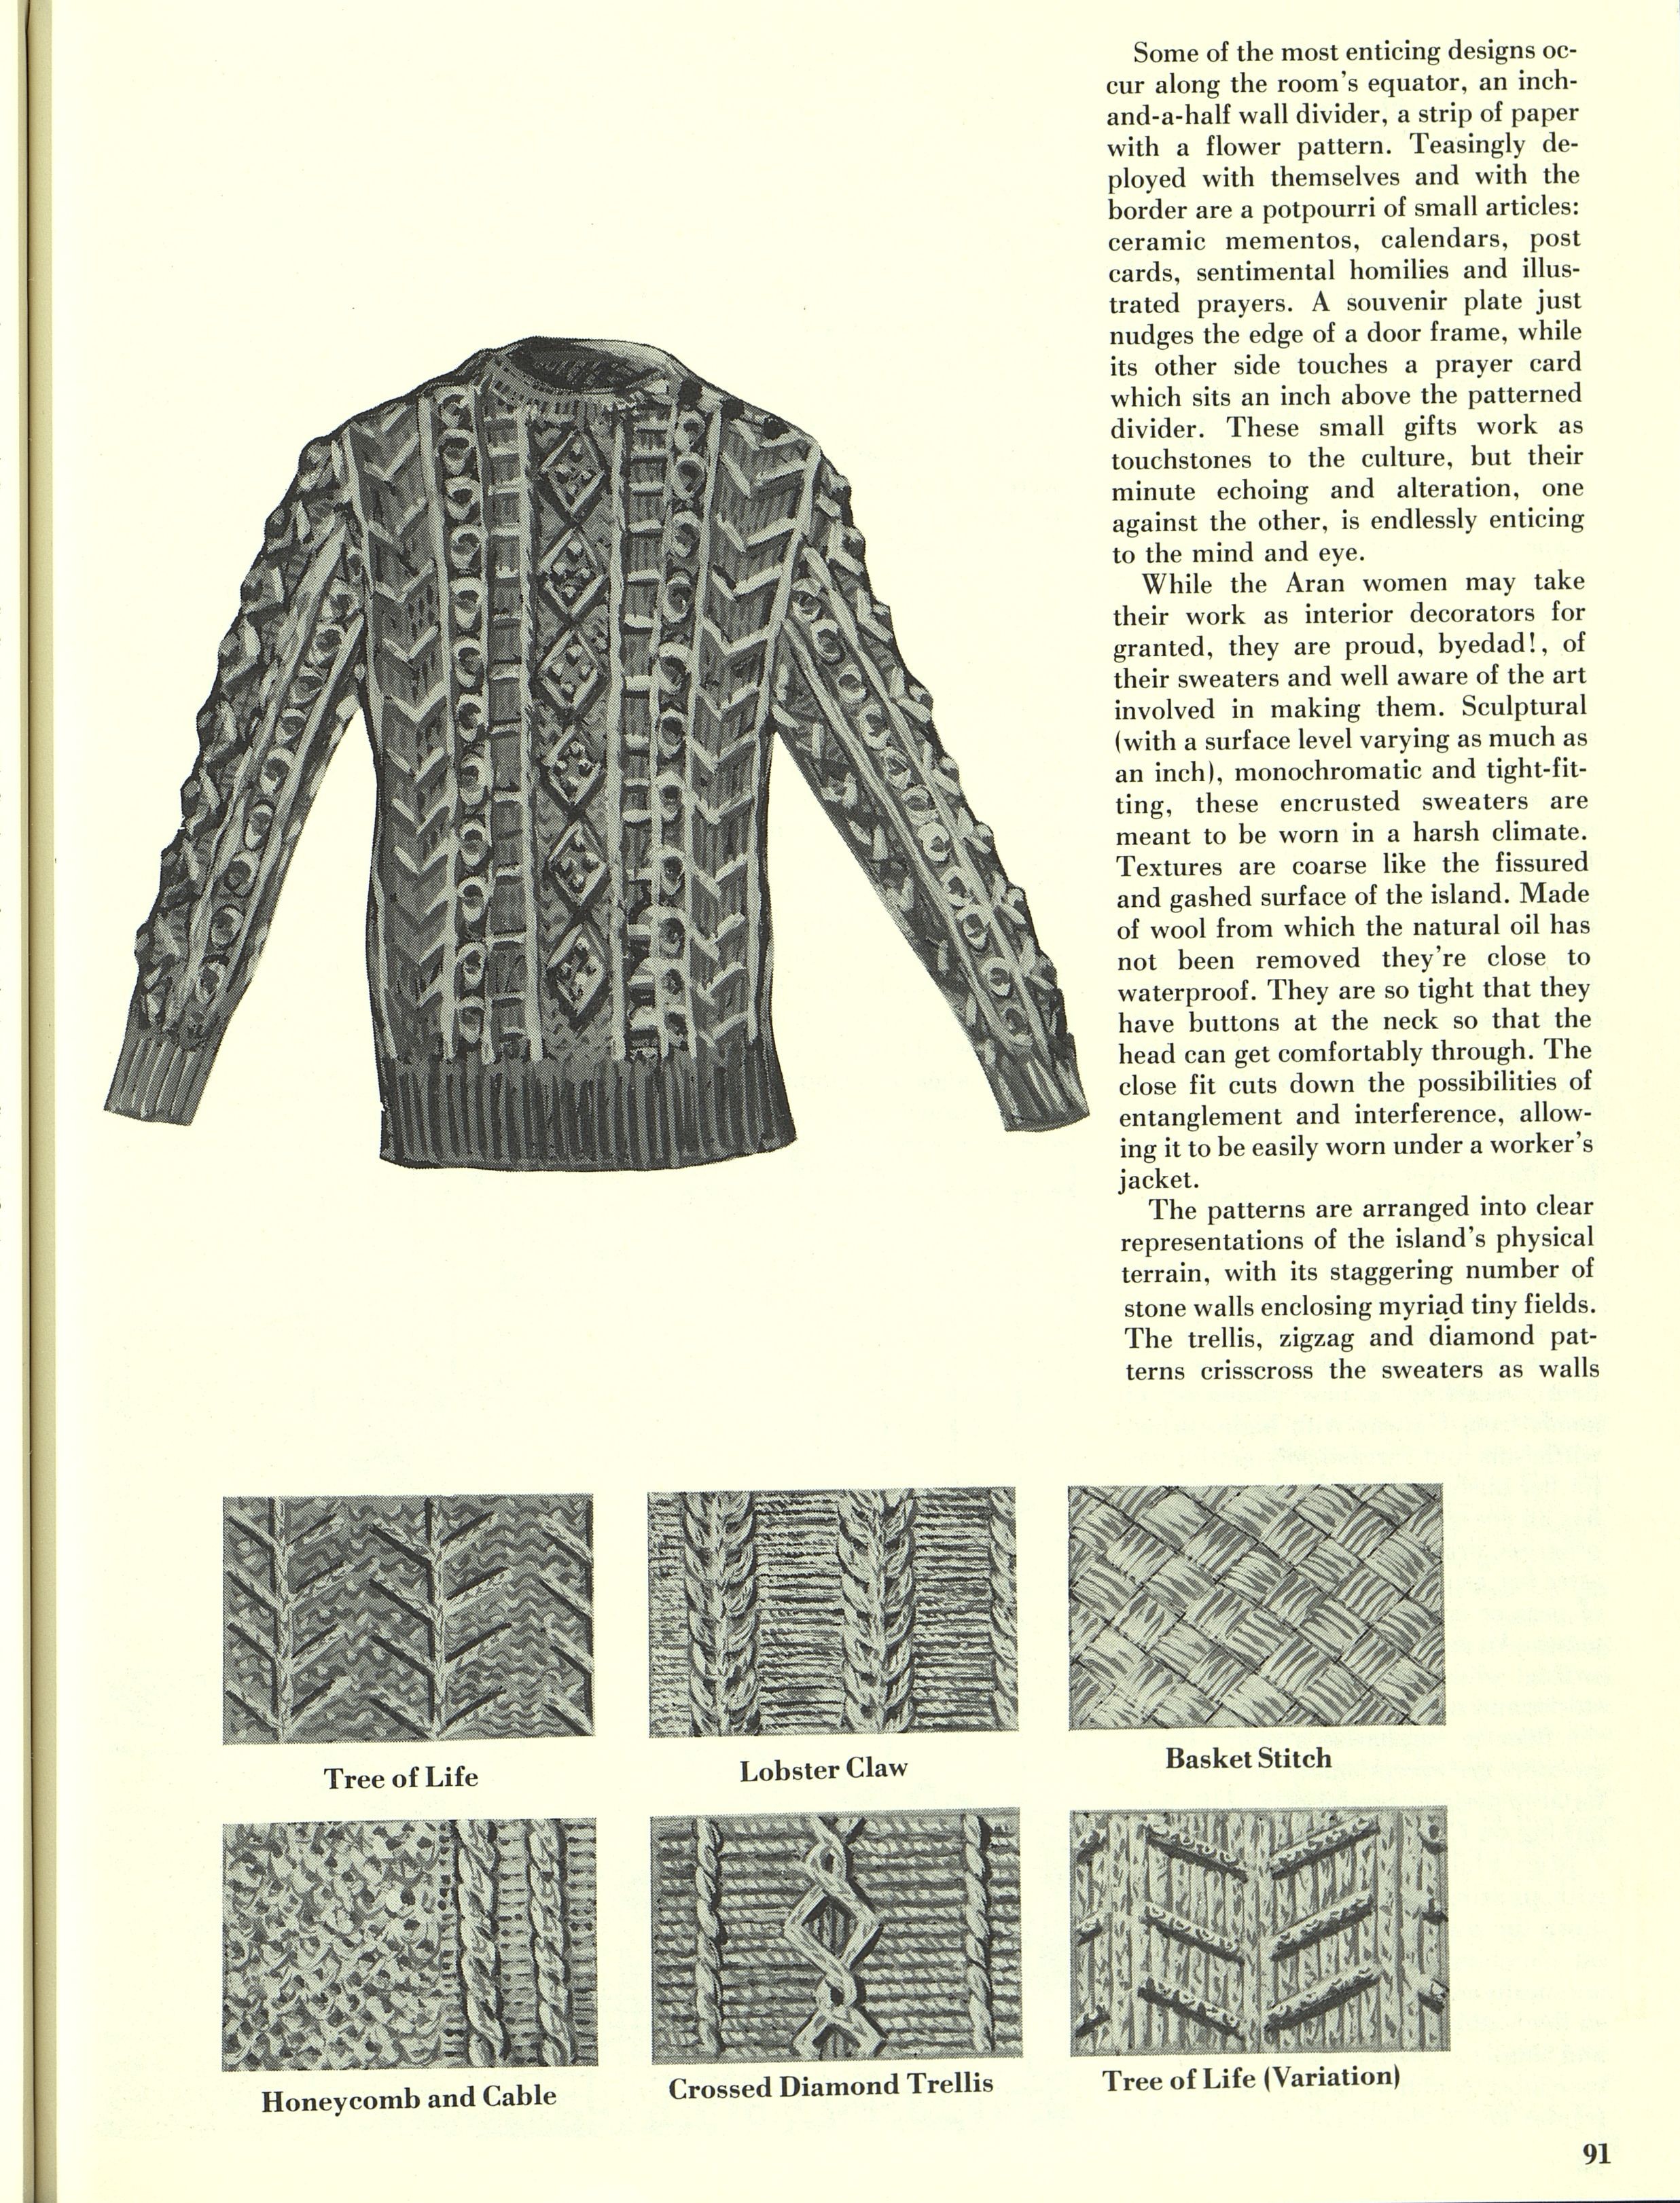 Some of the most enticing designs oc-
cur along the room's equator, an inch-
and-a-half wall divider, a strip of paper
with a flower pattern. Teasingly de-
ployed with themselves and with the
border are a potpourri of small articles:
ceramic mementos, calendars, post
cards, sentimental homilies and illus-
trated prayers. A souvenir plate just
nudges the edge of a door frame, while
its other side touches a prayer card
which sits an inch above the patterned
divider. These small gifts work as
touchstones to the culture, but their
minute echoing and alteration, one
against the other, is endlessly enticing
to the mind and eye.
While the Aran women may take
their work as interior decorators for
granted, they are proud, byedad!, of
their sweaters and well aware of the art
involved in making them. Sculptural
(with a surface level varying as much as
an inch), monochromatic and tight-fit-
ting, these encrusted sweaters are
meant to be worn in a harsh climate.
Textures are coarse like the fissured
and gashed surface of the island. Made
of wool from which the natural oil has
not been removed they're close to
waterproof. They are so tight that they
have buttons at the neck so that the
head can get comfortably through. The
close fit cuts down the possibilities of
entanglement and interference, allow-
ing it to be easily worn under a worker's
jacket.
The patterns are arranged into clear
representations of the island's physical
terrain, with its staggering number of
stone walls enclosing myriad tiny fields.
The trellis, zigzag and diamond pat-
terns crisscross the sweaters as walls
Tree of Life
Lobster Claw
Basket Stitch
Honeycomb and Cable
Crossed Diamond Trellis
Tree of Life (Variation)
91